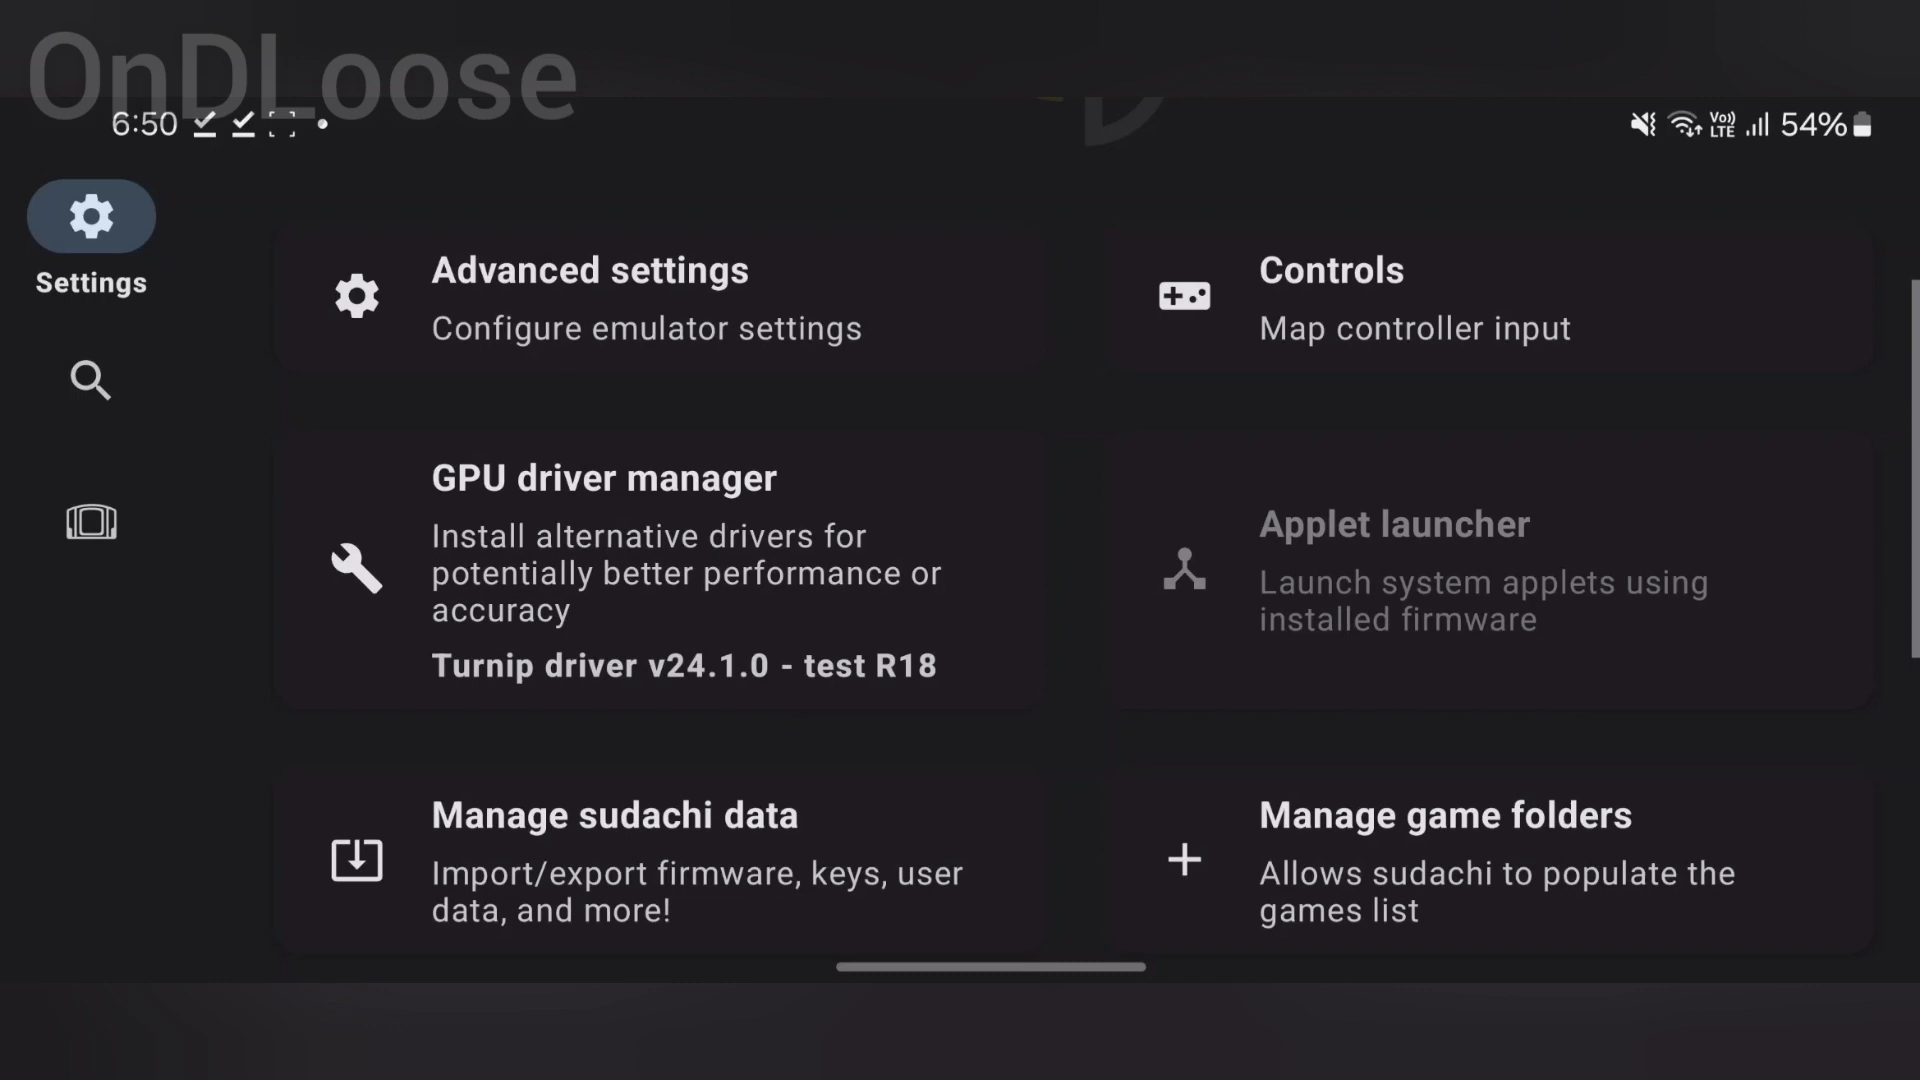 OnDLoose
6:50
Vo))
LTE
54%
Settings
Advanced settings
Configure emulator settings
Controls
Map controller input
GPU driver manager
Install alternative drivers for
potentially better performance or
accuracy
Turnip driver v24.1.0 - test R18
Applet launcher
Launch system applets using
installed firmware
Manage sudachi data
Import/export firmware, keys, user
data, and more!
Manage game folders
Allows sudachi to populate the
games list